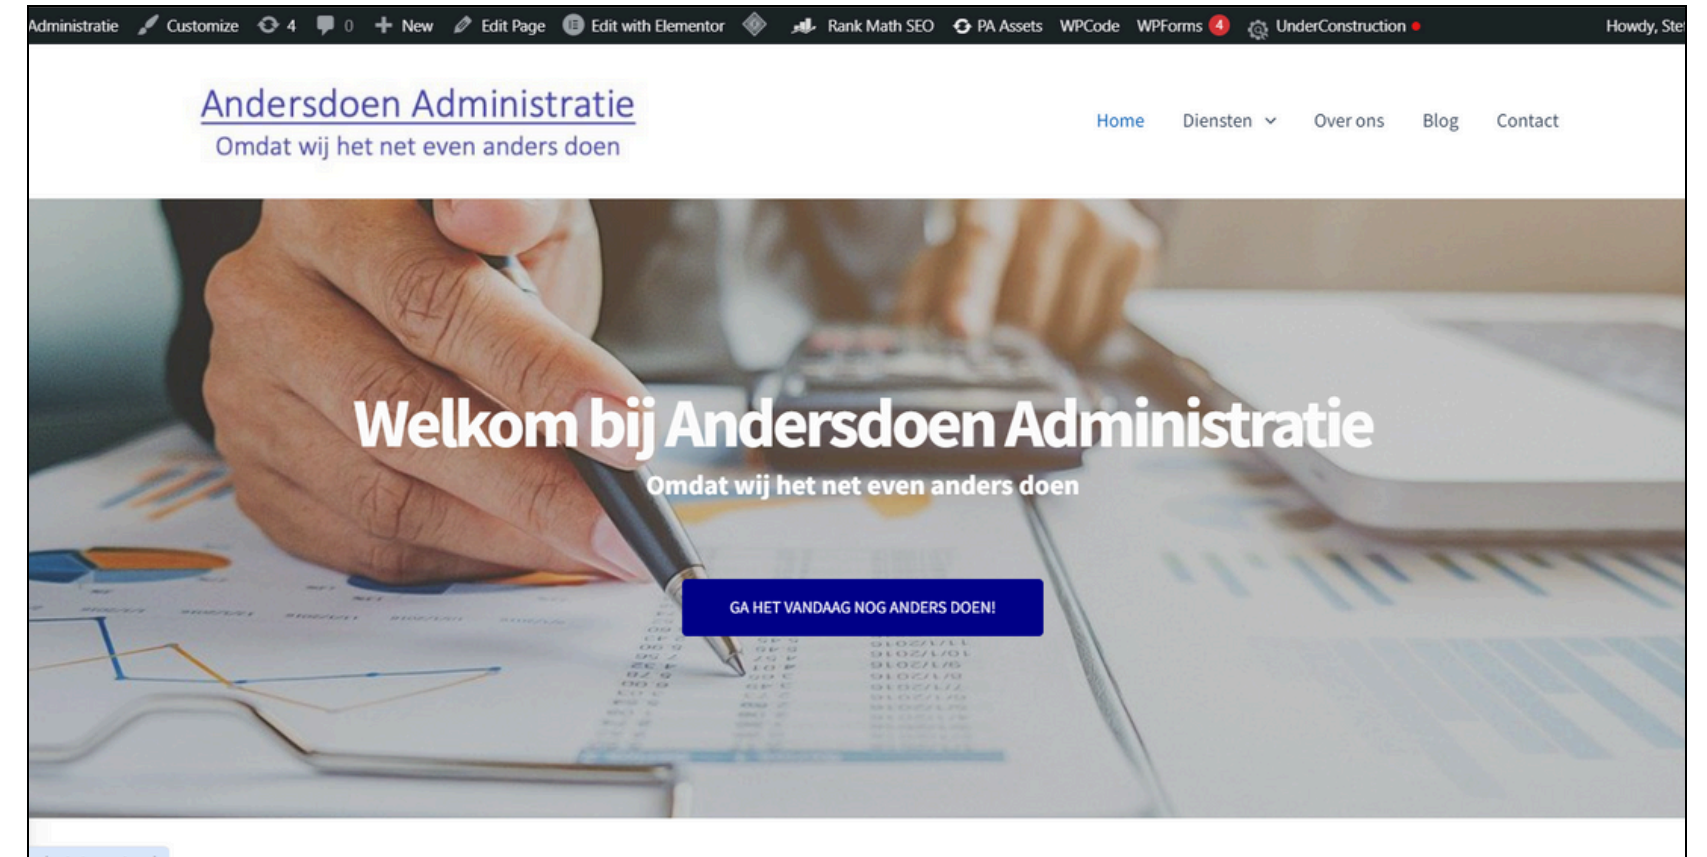 Administratie Customize 4 0 New Edit Page Edit with Elementor Rank Math SEO PA Assets WPCode WPForms 4 UnderConstruction Howdy,
Andersdoen Administratie
Omdat wij het net even anders doen
Home Diensten Over ons Blog Contact
Welkom bij Andersdoen Administratie
Omdat wij het net even anders doen
GA HET VANDAAG NOG ANDERS DOEN!